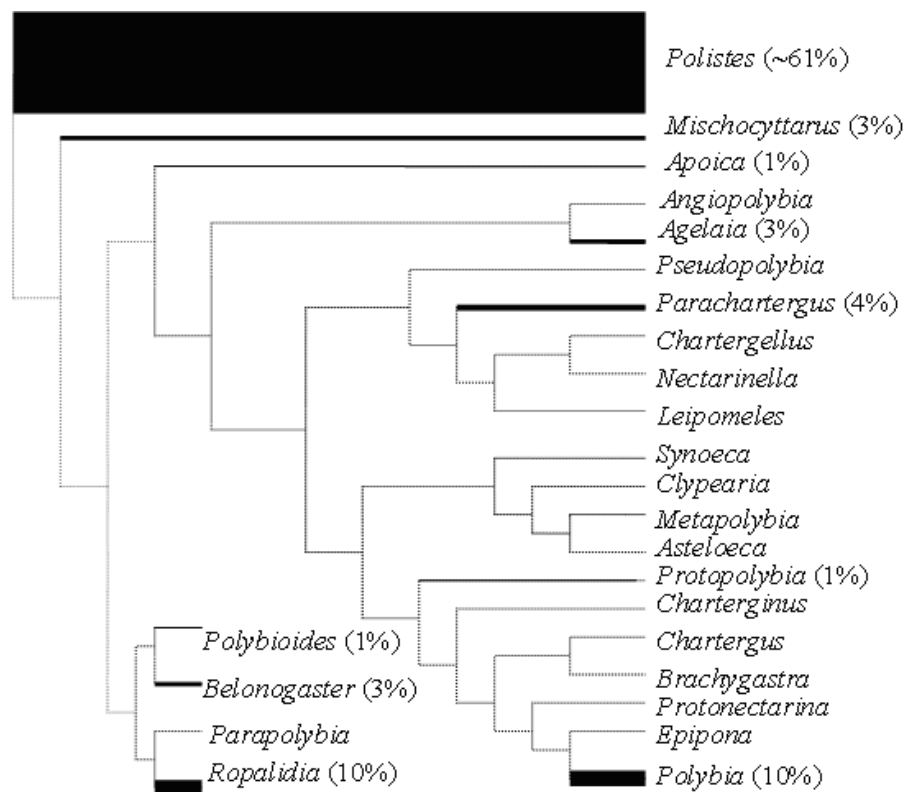 Polistes (~61%)
Mischocyttarus (3%)
Apoica (1%)
Angiopolybia
Agelaia (3%)
Pseudopolybia
Parachartergus (4%)
Chartergellus
Nectarinella
Leipomeles
Synoeca
Clypearia
Metapolybia
Asteloeca
Protopolybia (1%)
Charterginus
Chartergus
Brachygastra
Protonectarina
Epipona
Polybia (10%)
Polybioides (1%)
Belonogaster (3%)
Parapolybia
Ropalidia (10%)